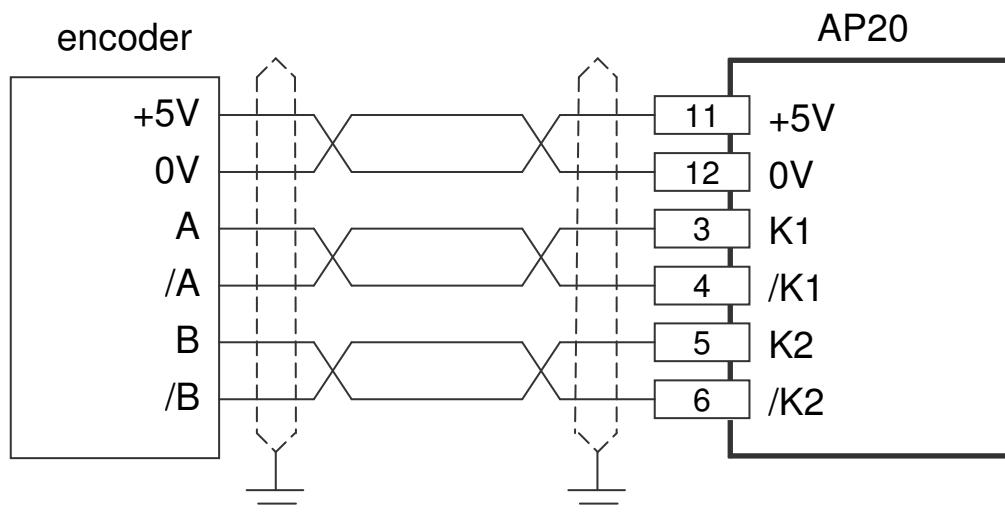 encoder AP20
+5V 11 +5V
0V 12 0V
A 3 K1
/A 4 /K1
B 5 K2
/B 6 /K2